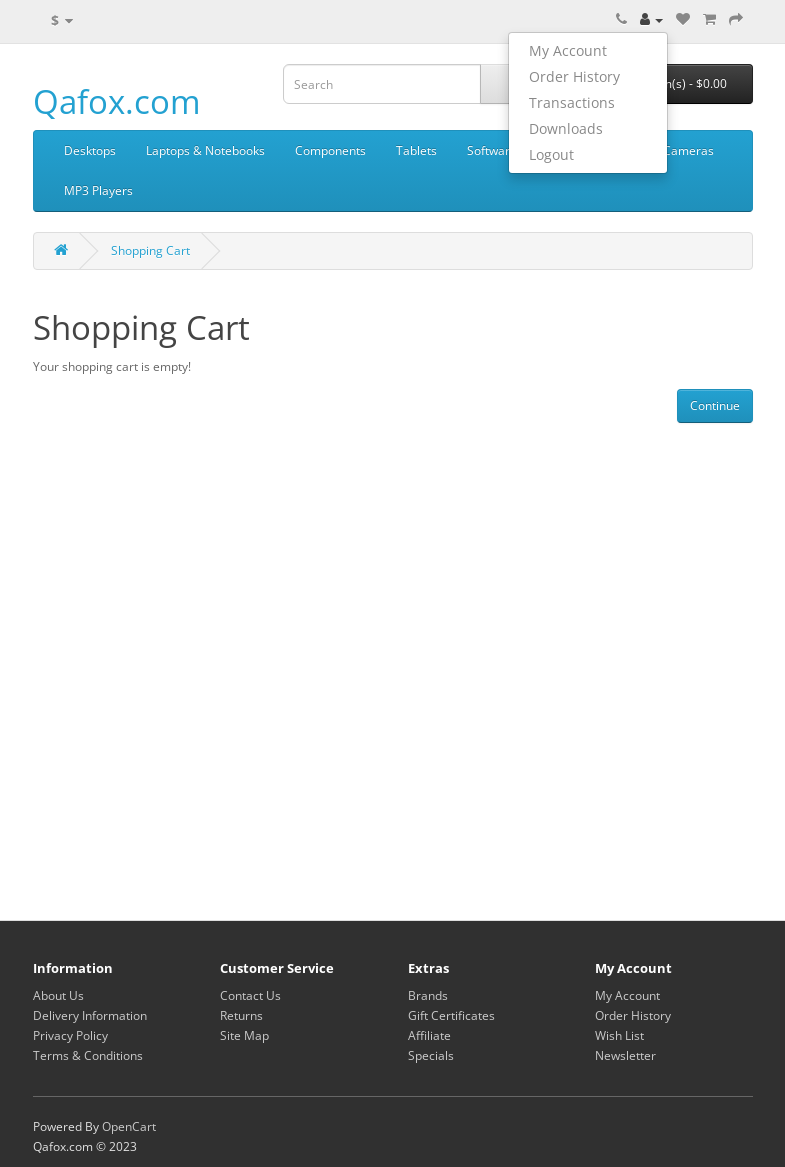 $
My Account
Order History
Transactions
Downloads
Logout
Qafox.com
Search
(s) - $0.00
Desktops Laptops & Notebooks Components Tablets Cameras
MP3 Players
Shopping Cart
Shopping Cart
Your shopping cart is empty!
Continue
Information Customer Service Extras My Account
About Us Contact Us Brands My Account
Delivery Information Returns Gift Certificates Order History
Privacy Policy Site Map Affiliate Wish List
Terms & Conditions Specials Newsletter
Powered By OpenCart
Qafox.com © 2023